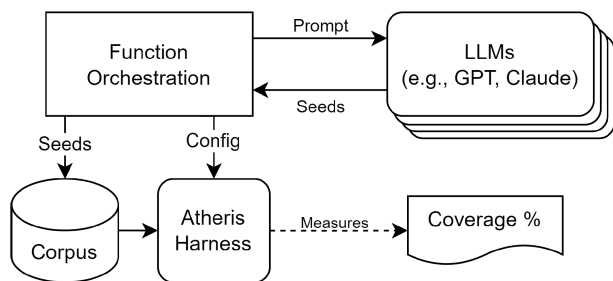 Function
Orchestration
Prompt
LLMs
(e.g., GPT, Claude)
Seeds
Seeds
Config
Corpus
Atheris
Harness
Measures
Coverage %